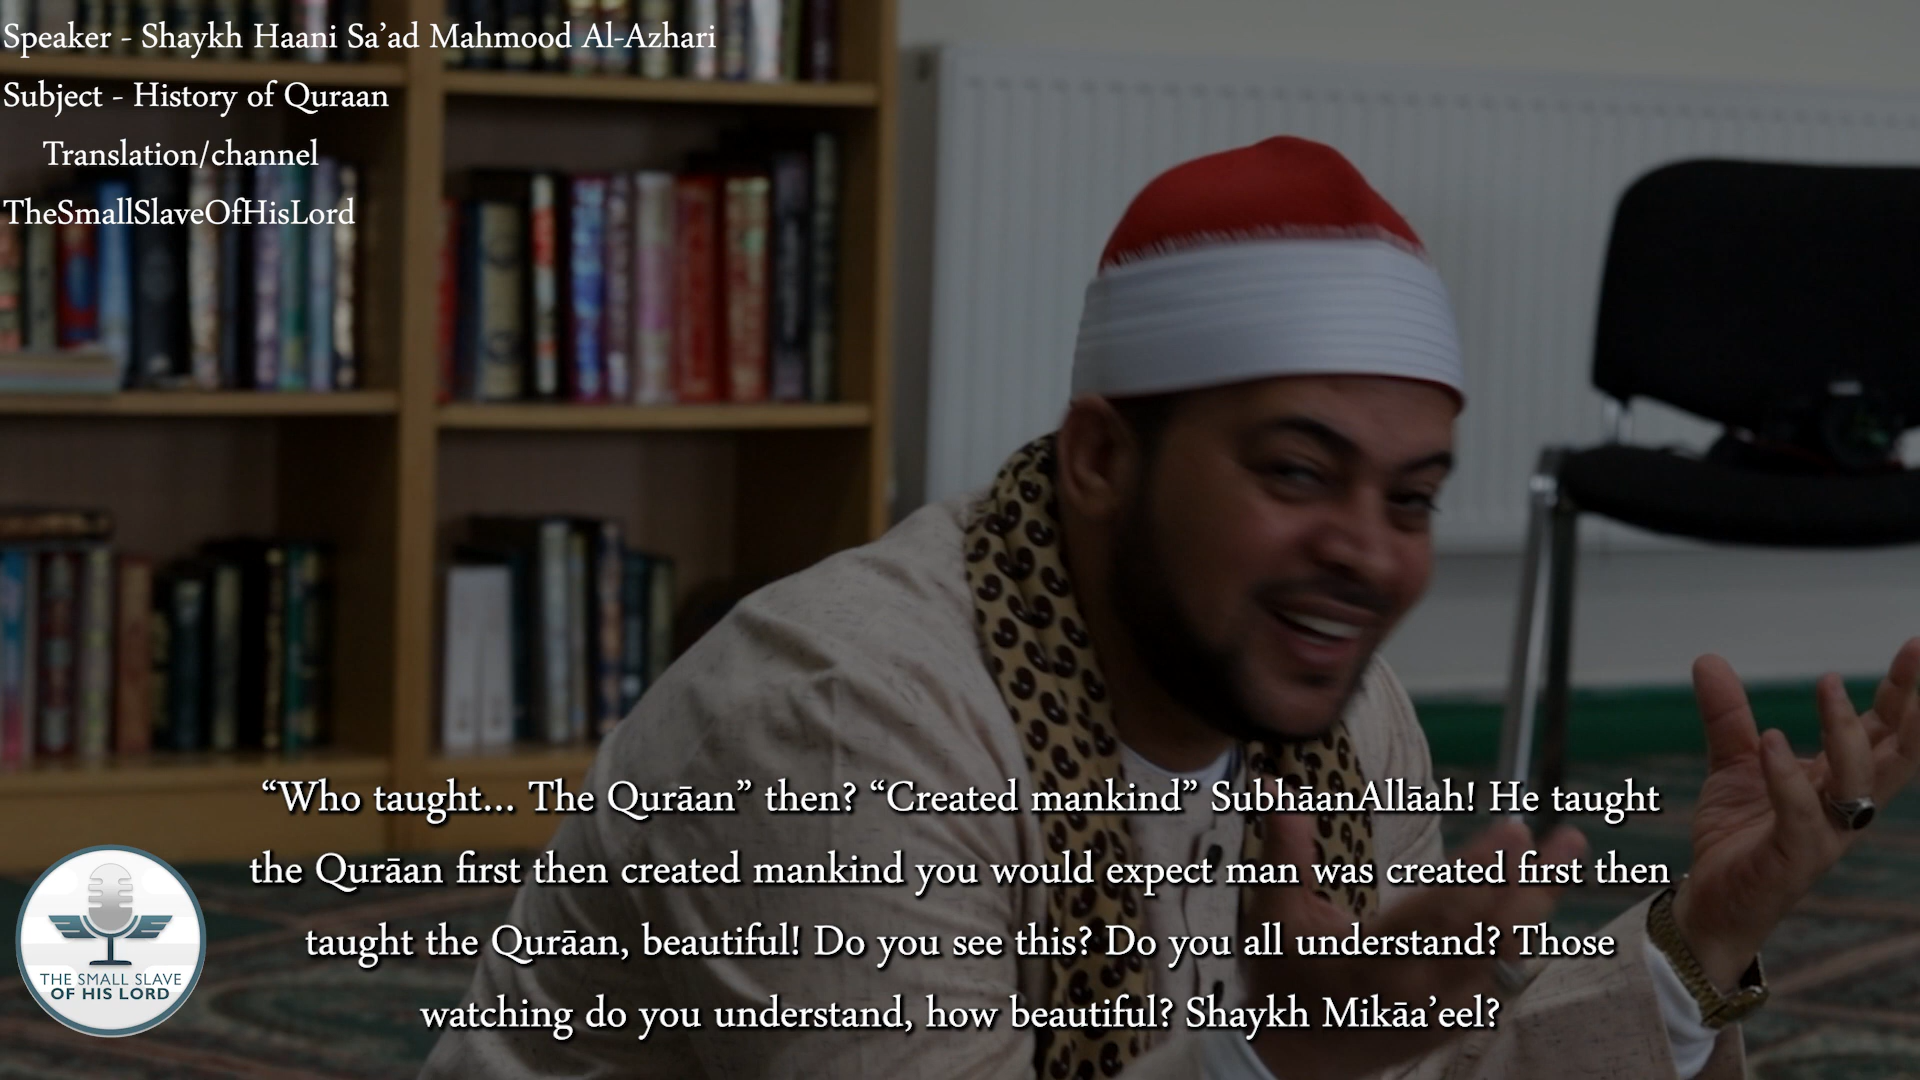 Speaker - Shaykh Haani Sa’ad Mahmood Al-Azhari
Subject - History of Quraan
Translation/channel
TheSmallSlaveOfHisLord
“Who taught... The Qurāan” then? “Created mankind” SubhāanAllāah! He taught
the Qurāan first then created mankind you would expect man was created first then
taught the Qurāan, beautiful! Do you see this? Do you all understand? Those
watching do you understand, how beautiful? Shaykh Mikāa’eel?
THE SMALL SLAVE
OF HIS LORD